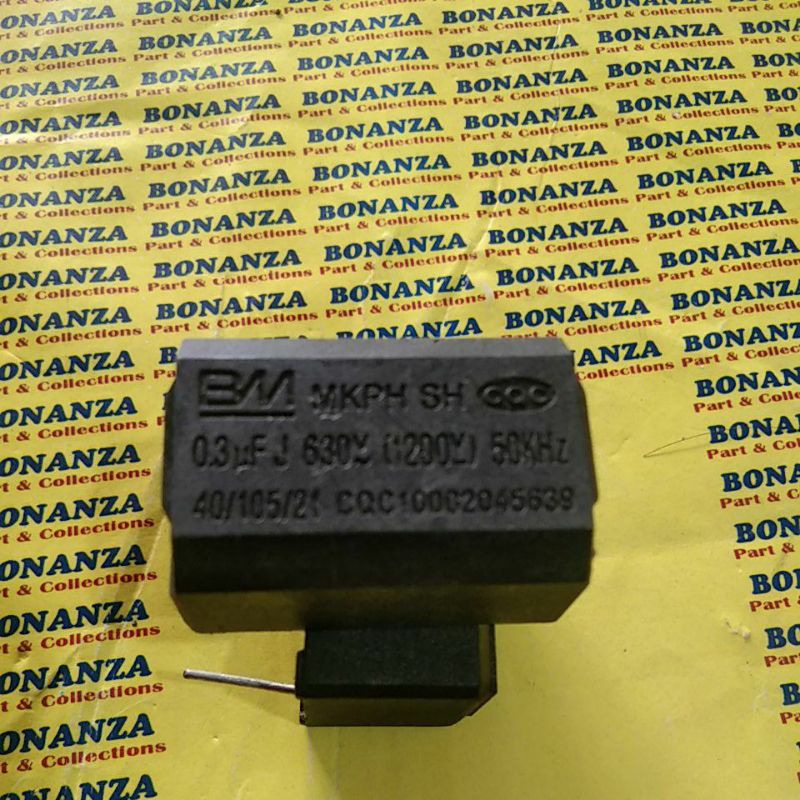 BONANZA
Part & Collections
BM MKPH SH CQC
0.3µF J 630V (1200V) 50KHz
40/105/21 CQC10002045639